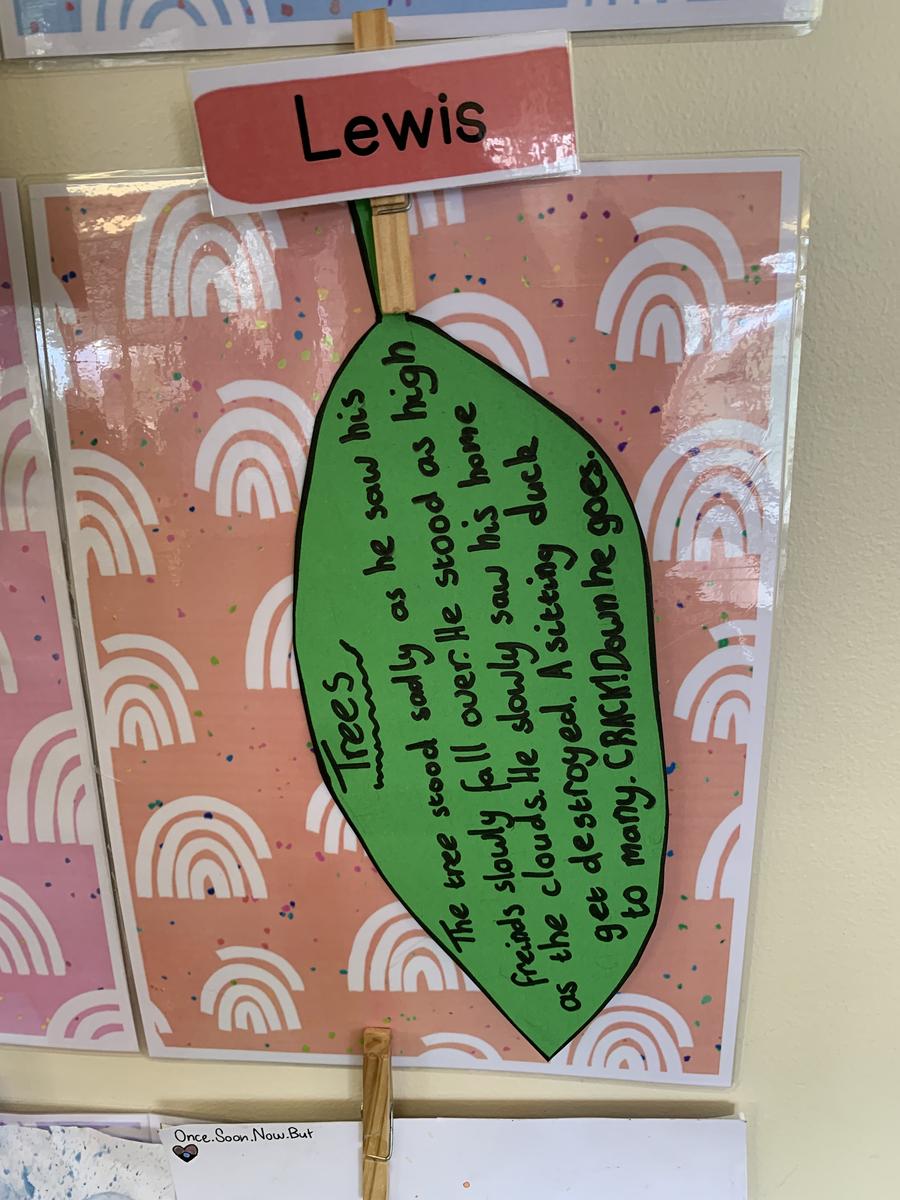 Lewis
Trees
The tree stood sadly as he saw his
freinds slowly fall over. He stood as high
as the clouds. He slowly saw his home
get destroyed. A sitting duck
to many. CRACK! Down he goes.
Once.Soon.Now.But